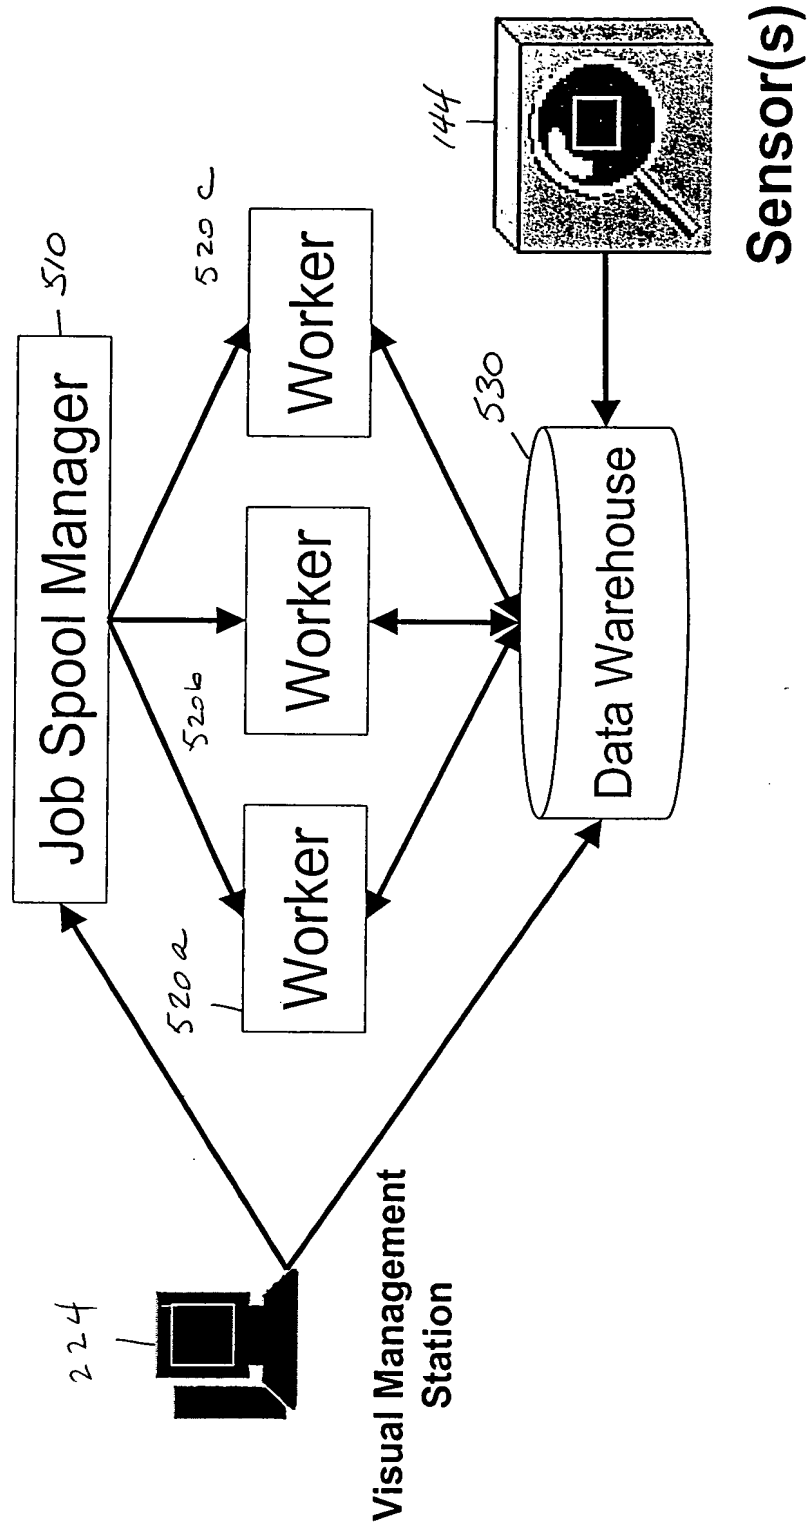 510
Job Spool Manager
520c
Worker
520b
Worker
520a
Worker
224
Visual Management
Station
530
Data Warehouse
144
Sensor(s)